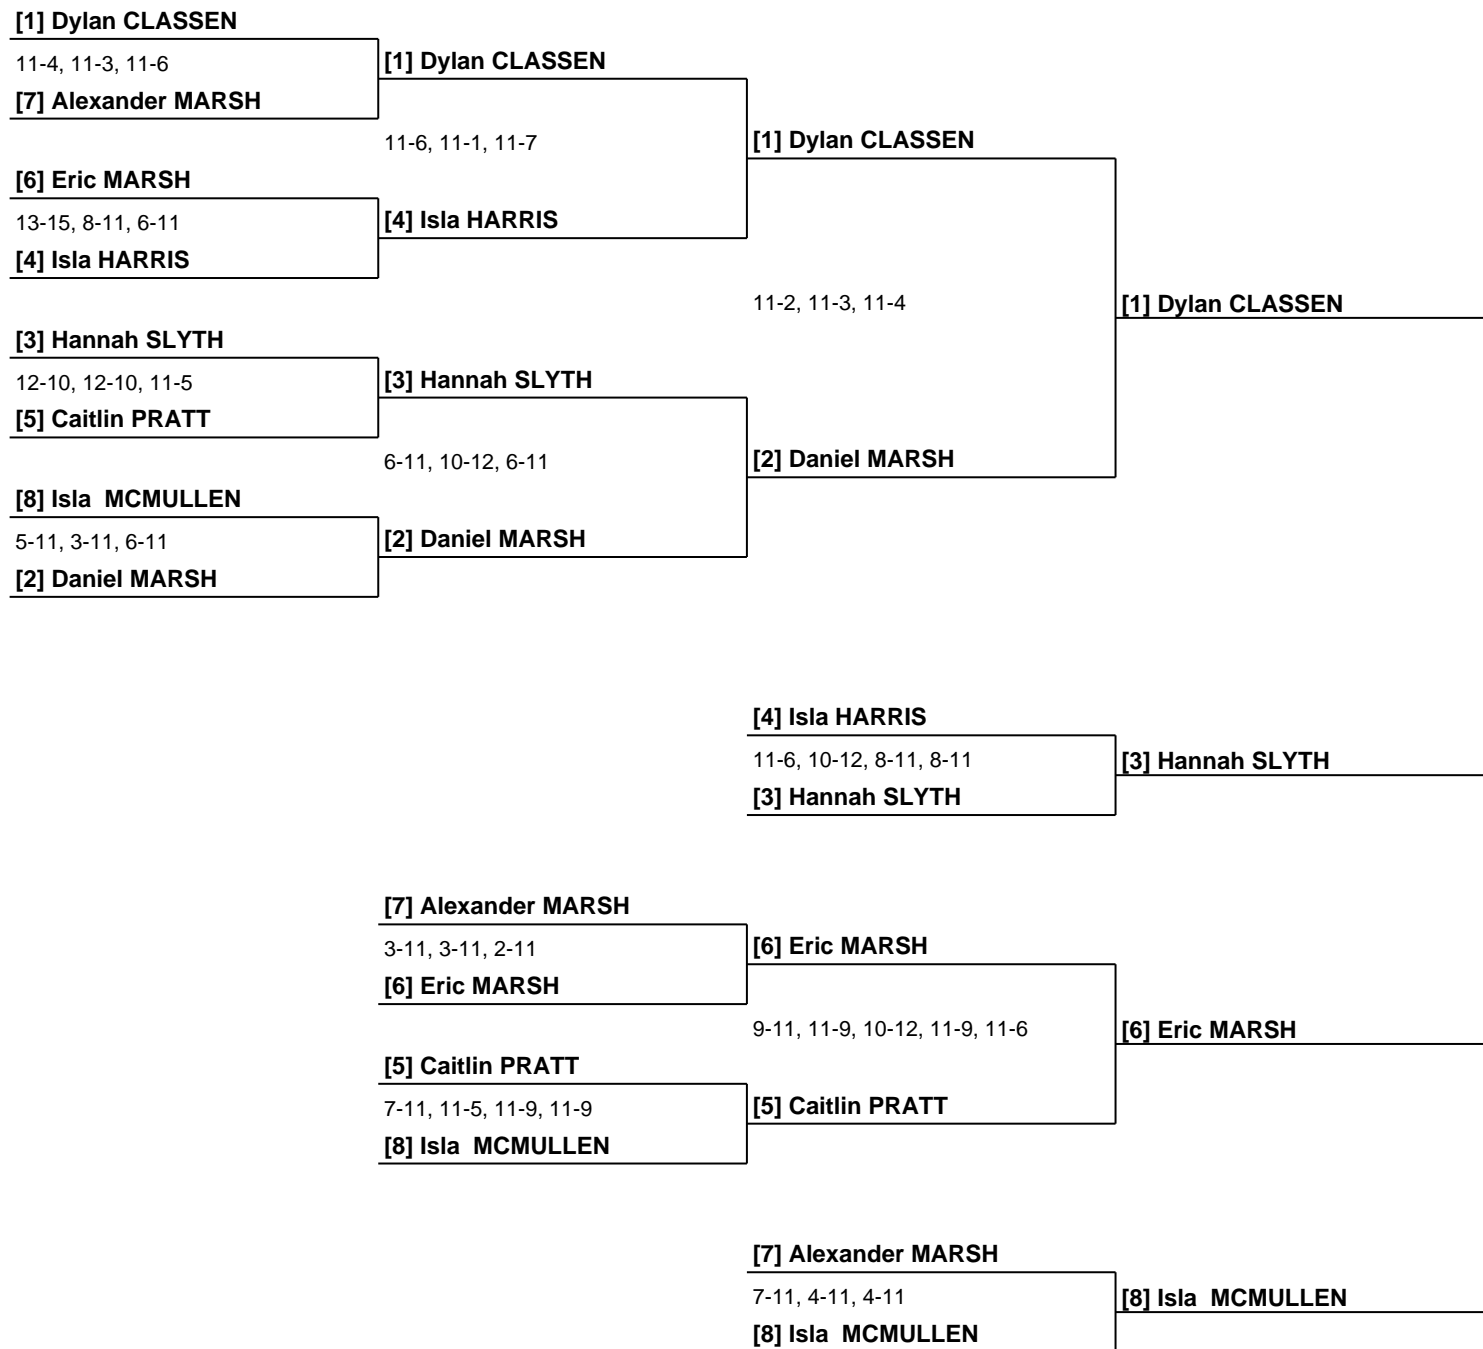 [1] Dylan CLASSEN
11-4, 11-3, 11-6
[1] Dylan CLASSEN
[7] Alexander MARSH
11-6, 11-1, 11-7
[1] Dylan CLASSEN
[6] Eric MARSH
13-15, 8-11, 6-11
[4] Isla HARRIS
[4] Isla HARRIS
11-2, 11-3, 11-4
[1] Dylan CLASSEN
[3] Hannah SLYTH
12-10, 12-10, 11-5
[3] Hannah SLYTH
[5] Caitlin PRATT
6-11, 10-12, 6-11
[2] Daniel MARSH
[8] Isla  MCMULLEN
5-11, 3-11, 6-11
[2] Daniel MARSH
[2] Daniel MARSH
[4] Isla HARRIS
11-6, 10-12, 8-11, 8-11
[3] Hannah SLYTH
[3] Hannah SLYTH
[7] Alexander MARSH
3-11, 3-11, 2-11
[6] Eric MARSH
[6] Eric MARSH
9-11, 11-9, 10-12, 11-9, 11-6
[6] Eric MARSH
[5] Caitlin PRATT
7-11, 11-5, 11-9, 11-9
[5] Caitlin PRATT
[8] Isla  MCMULLEN
[7] Alexander MARSH
7-11, 4-11, 4-11
[8] Isla  MCMULLEN
[8] Isla  MCMULLEN